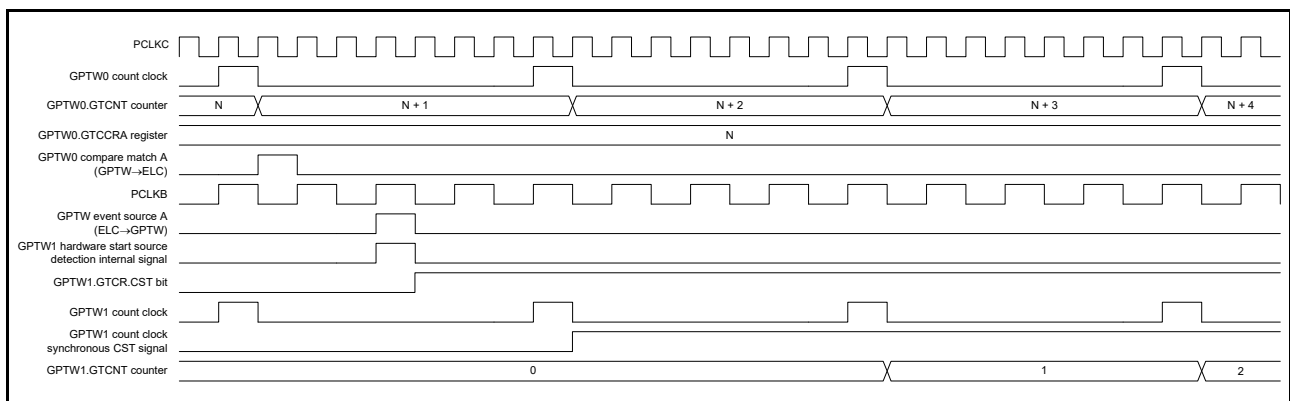 PCLKC
GPTW0 count clock
GPTW0.GTCNT counter N N + 1 N + 2 N + 3 N + 4
GPTW0.GTCCRA register N
GPTW0 compare match A
(GPTW→ELC)
PCLKB
GPTW event source A
(ELC→GPTW)
GPTW1 hardware start source
detection internal signal
GPTW1.GTCR.CST bit
GPTW1 count clock
GPTW1 count clock
synchronous CST signal
GPTW1.GTCNT counter 0 1 2